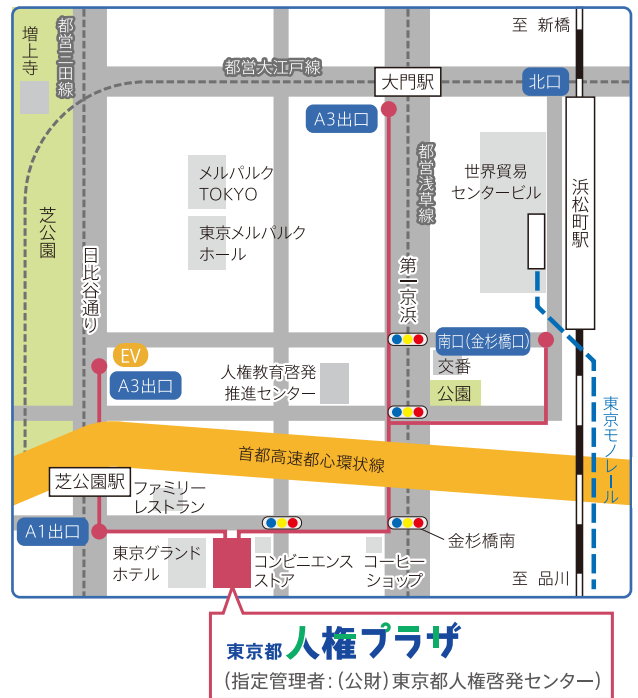 至 新橋
増上寺
都営三田線
都営大江戸線
大門駅
北口
A3出口
都営浅草線
世界貿易
センタービル
浜松町駅
メルパルク
TOKYO
東京メルパルク
ホール
芝公園
日比谷通り
第一京浜
南口(金杉橋口)
EV
A3出口
人権教育啓発
推進センター
交番
公園
東京モノレール
首都高速都心環状線
芝公園駅
ファミリー
レストラン
A1出口
金杉橋南
東京グランド
ホテル
コンビニエンス
ストア
コーヒー
ショップ
至 品川
東京都 人権プラザ
(指定管理者:(公財)東京都人権啓発センター)